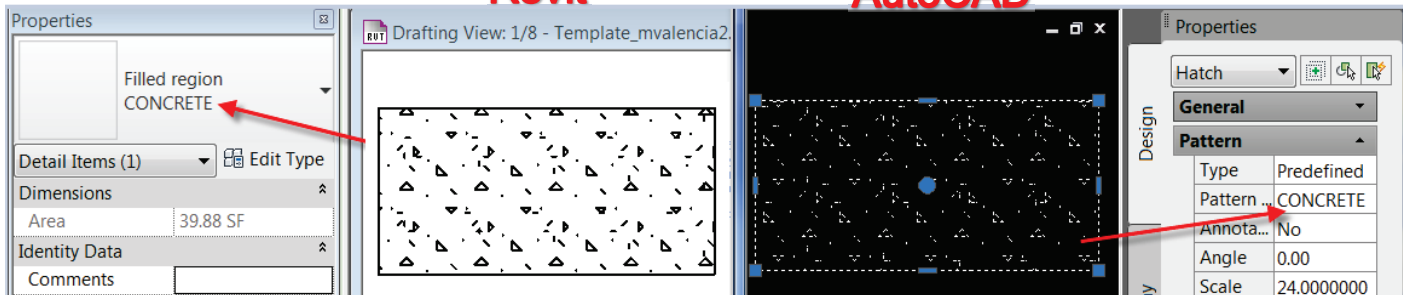 Revit
AutoCAD
Properties
Filled region
CONCRETE
Detail Items (1)
Edit Type
Dimensions
Area
39.88 SF
Identity Data
Comments
RVT
Drafting View: 1/8 - Template_mvalencia2.
Design
Properties
Hatch
General
Pattern
Type
Predefined
Pattern ...
CONCRETE
Annota...
No
Angle
0.00
Scale
24.0000000